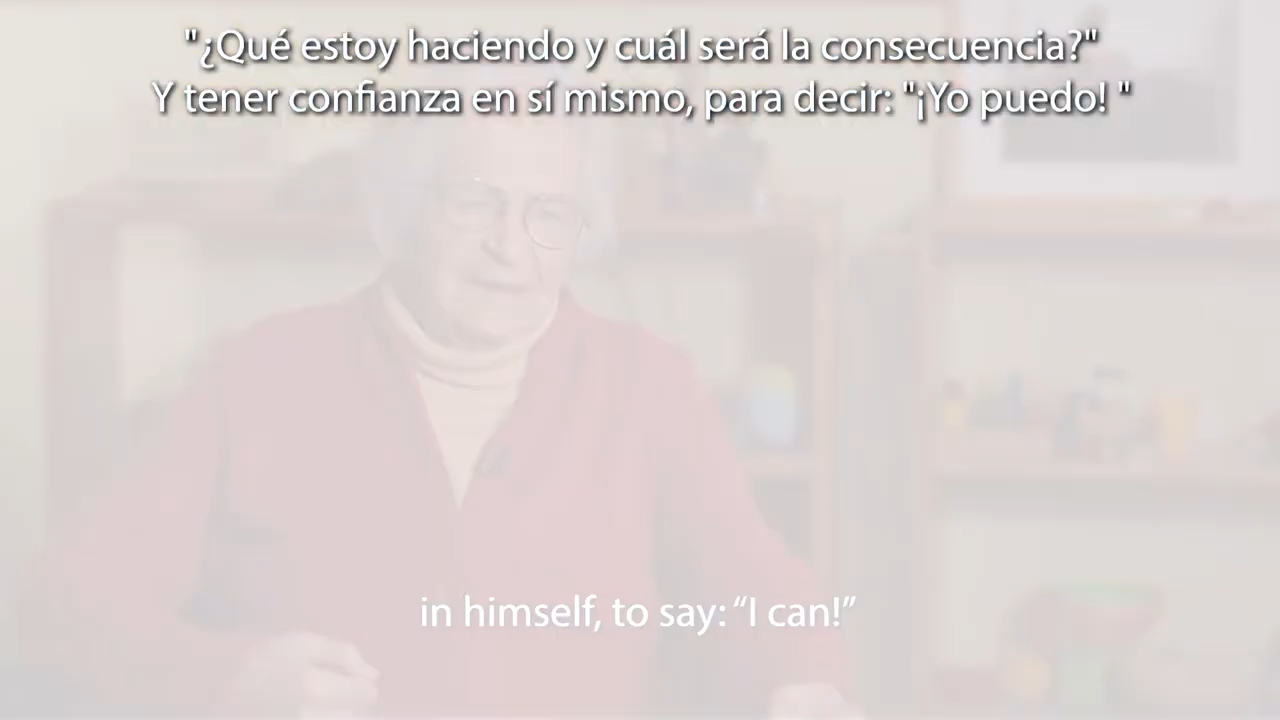 "¿Qué estoy haciendo y cuál será la consecuencia?"
Y tener confianza en sí mismo, para decir: "¡Yo puedo! "
in himself, to say: “I can!”